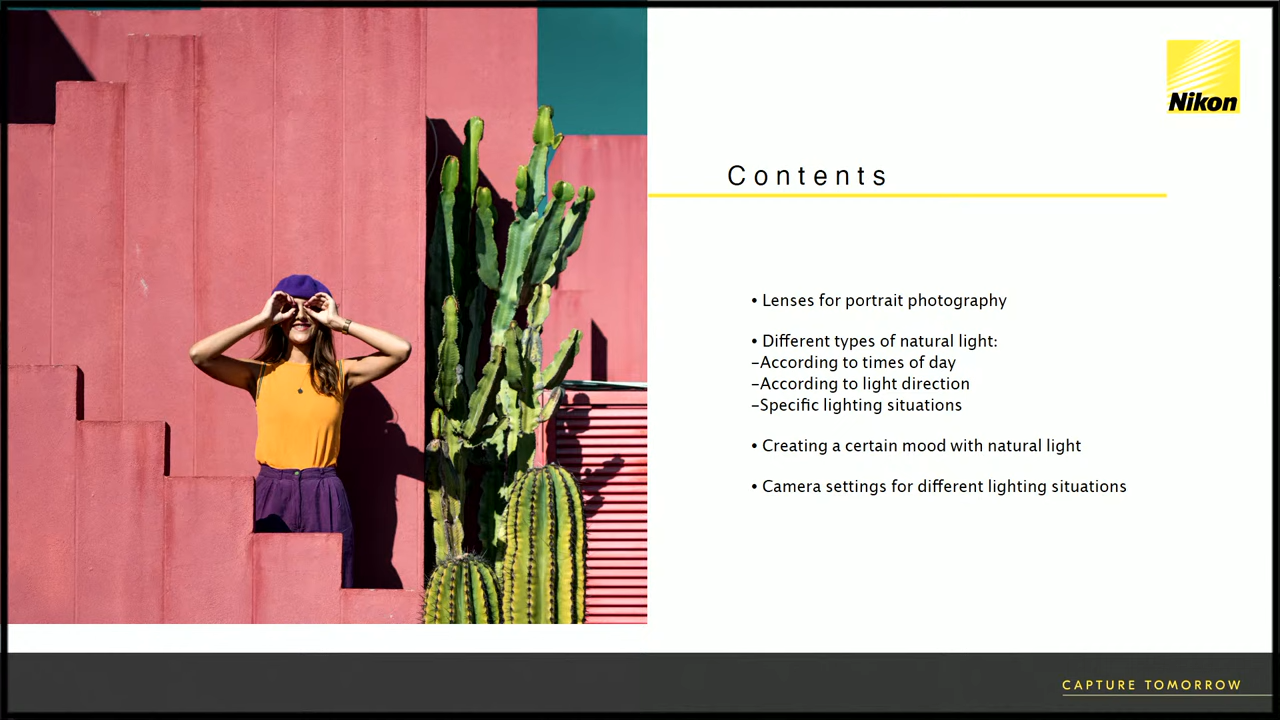 Nikon
Contents
• Lenses for portrait photography
• Different types of natural light:
–According to times of day
–According to light direction
–Specific lighting situations
• Creating a certain mood with natural light
• Camera settings for different lighting situations
CAPTURE TOMORROW